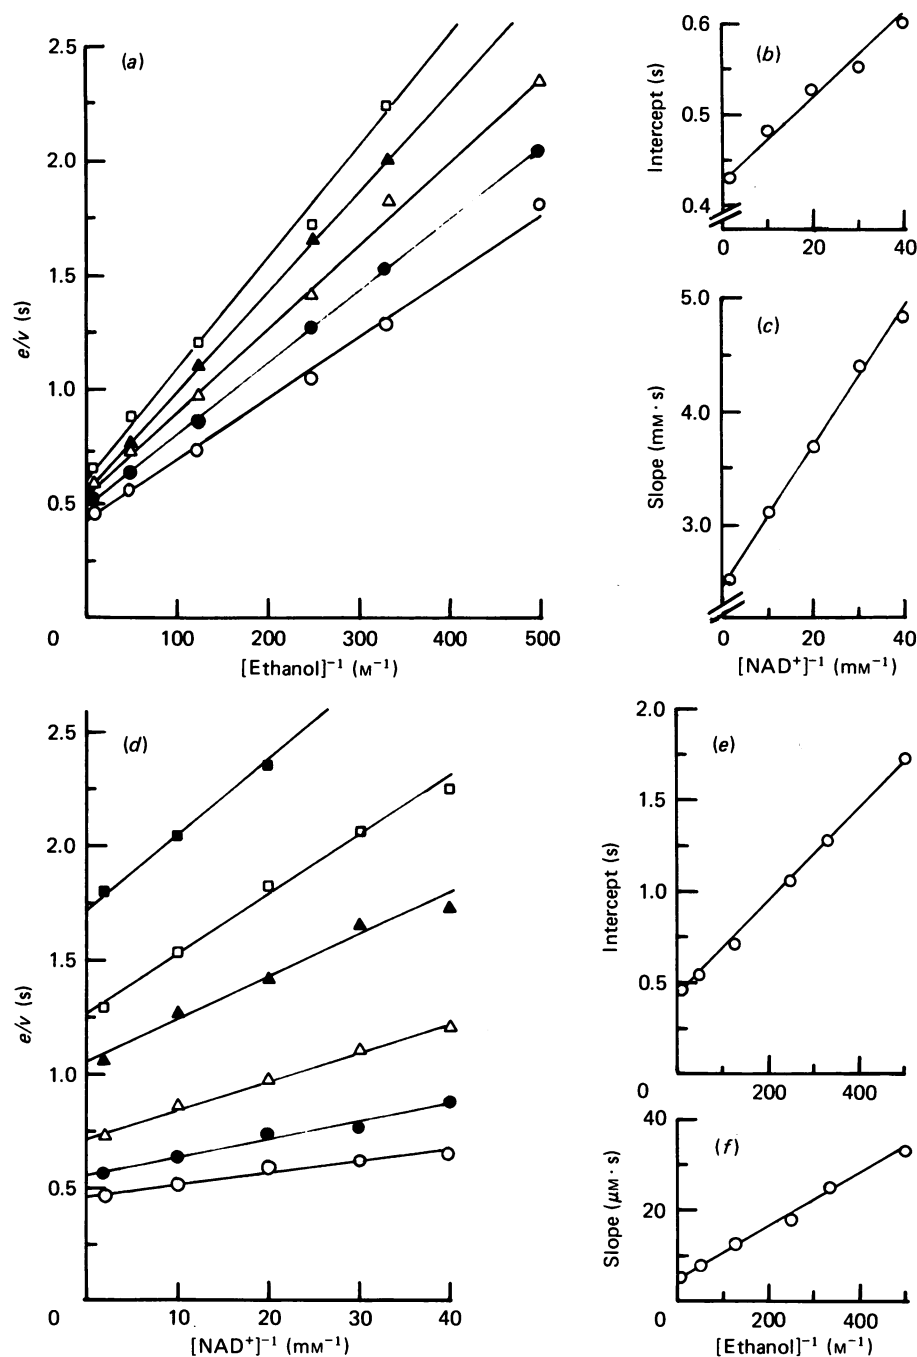 (a)
2.5
2.0
1.5
1.0
0.5
0
e/v (s)
100 200 300 400 500
[Ethanol]⁻¹ (M⁻¹)
(b)
0.6
0.5
0.4
Intercept (s)
0 20 40
(c)
5.0
4.0
3.0
Slope (mM·s)
0 20 40
[NAD⁺]⁻¹ (mM⁻¹)
(d)
2.5
2.0
1.5
1.0
0.5
0
e/v (s)
10 20 30 40
[NAD⁺]⁻¹ (mM⁻¹)
(e)
2.0
1.5
1.0
0.5
0
Intercept (s)
200 400
(f)
40
20
0
Slope (μM·s)
200 400
[Ethanol]⁻¹ (M⁻¹)